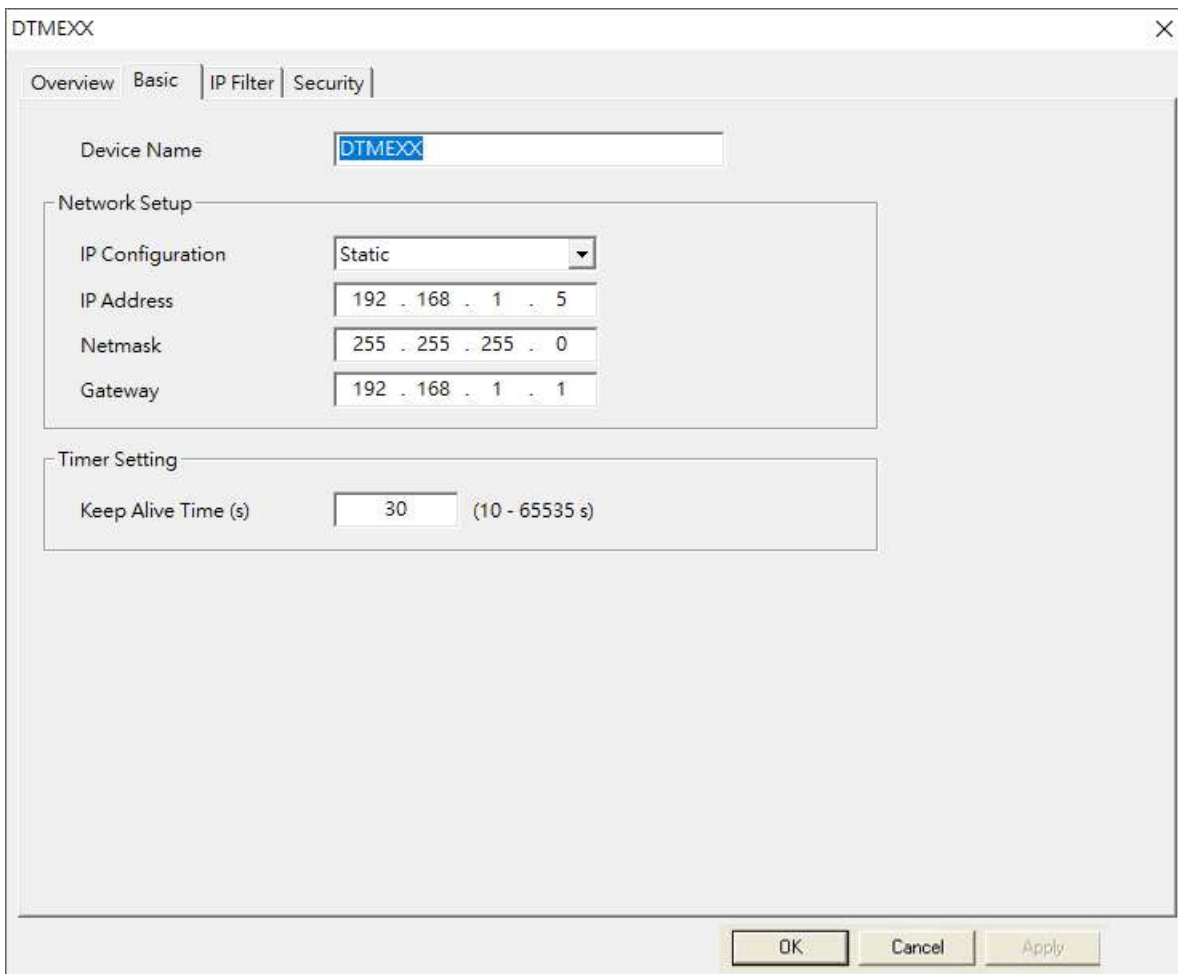 DTMEXX
Overview Basic IP Filter Security
Device Name DTMEXX
Network Setup
IP Configuration Static
IP Address 192 . 168 . 1 . 5
Netmask 255 . 255 . 255 . 0
Gateway 192 . 168 . 1 . 1
Timer Setting
Keep Alive Time (s) 30 (10 - 65535 s)
OK Cancel Apply